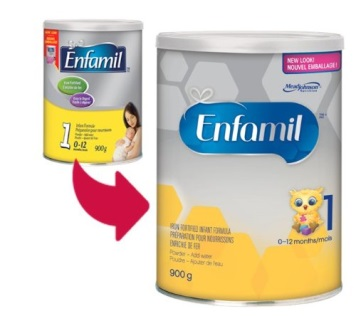 Enfamil
1
0-12
900g
NEW LOOK!
NOUVEL EMBALLAGE!
MeadJohnson
Enfamil
1
0-12 months/mois
IRON FORTIFIED INFANT FORMULA
PRÉPARATION POUR NOURRISSONS
ENRICHIE DE FER
Powder - Add water
Poudre - Ajouter de l'eau
900 g